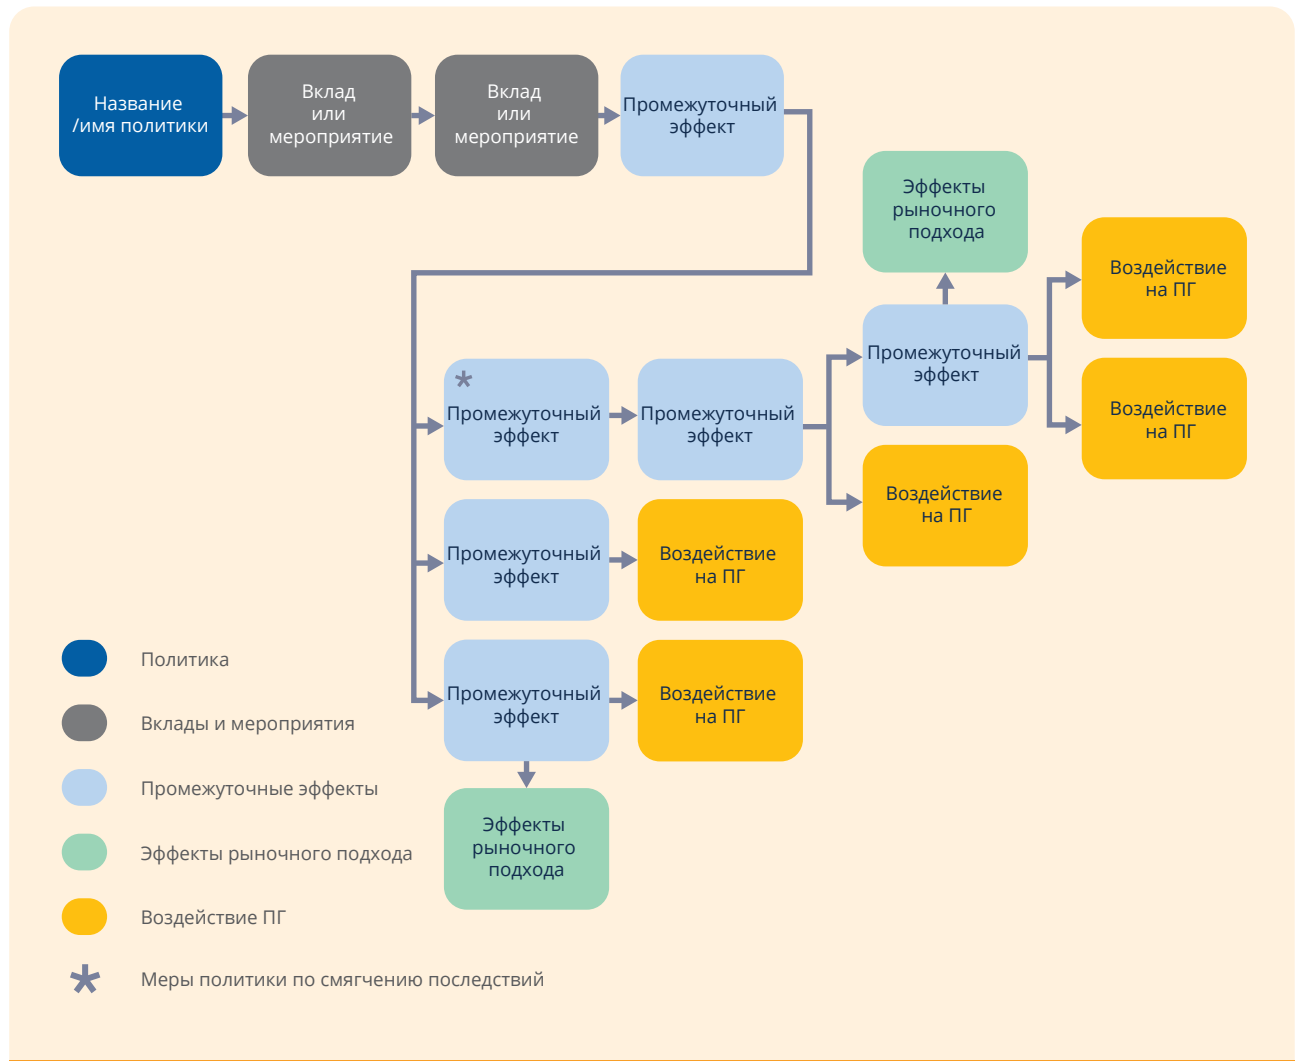 Название
/имя политики
Вклад
или
мероприятие
Вклад
или
мероприятие
Промежуточный
эффект
Эффекты
рыночного
подхода
Воздействие
на ПГ
Промежуточный
эффект
Воздействие
на ПГ
*
Промежуточный
эффект
Промежуточный
эффект
Воздействие
на ПГ
Промежуточный
эффект
Воздействие
на ПГ
Промежуточный
эффект
Воздействие
на ПГ
Эффекты
рыночного
подхода
Политика
Вклады и мероприятия
Промежуточные эффекты
Эффекты рыночного подхода
Воздействие ПГ
* Меры политики по смягчению последствий